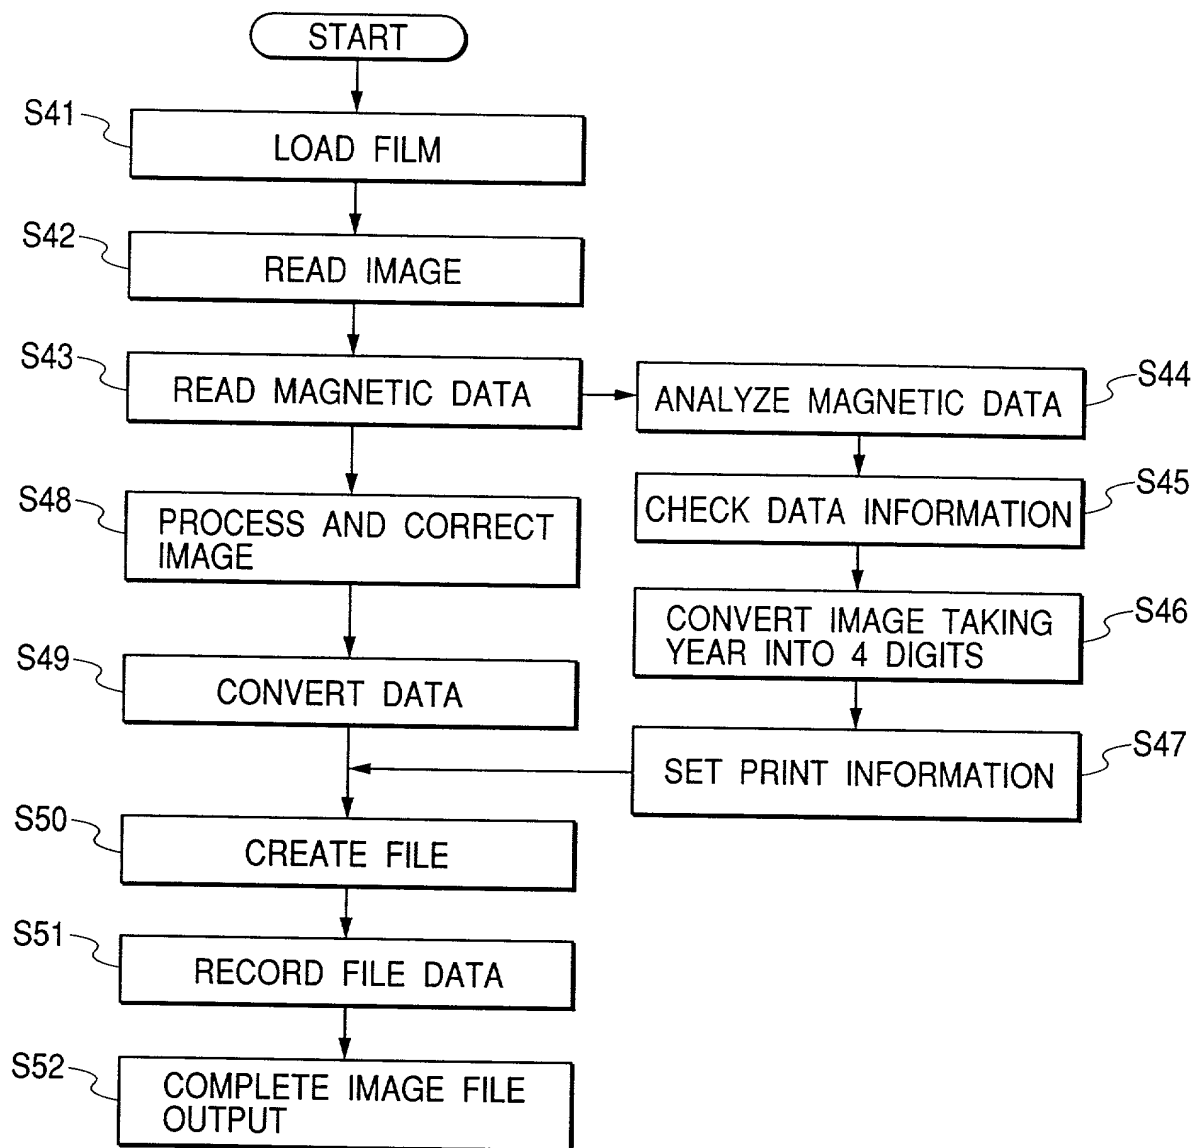 START
S41
LOAD FILM
S42
READ IMAGE
S43
READ MAGNETIC DATA
S44
ANALYZE MAGNETIC DATA
S45
CHECK DATA INFORMATION
S46
CONVERT IMAGE TAKING
YEAR INTO 4 DIGITS
S47
SET PRINT INFORMATION
S48
PROCESS AND CORRECT
IMAGE
S49
CONVERT DATA
S50
CREATE FILE
S51
RECORD FILE DATA
S52
COMPLETE IMAGE FILE
OUTPUT